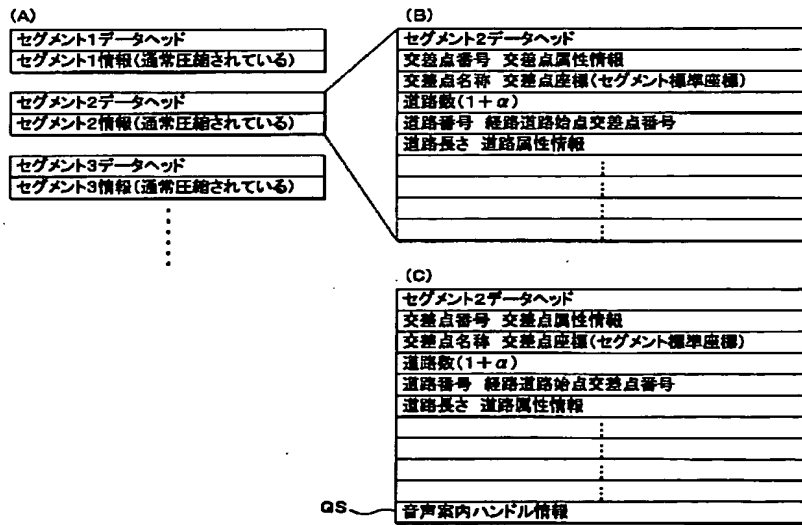 (A)
セグメント1データヘッド
セグメント1情報(通常圧縮されている)
セグメント2データヘッド
セグメント2情報(通常圧縮されている)
セグメント3データヘッド
セグメント3情報(通常圧縮されている)
(B)
セグメント2データヘッド
交差点番号 交差点属性情報
交差点名称 交差点座標(セグメント標準座標)
道路数(1+α)
道路番号 経路道路始点交差点番号
道路長さ 道路属性情報
(C)
セグメント2データヘッド
交差点番号 交差点属性情報
交差点名称 交差点座標(セグメント標準座標)
道路数(1+α)
道路番号 経路道路始点交差点番号
道路長さ 道路属性情報
QS 音声案内ハンドル情報